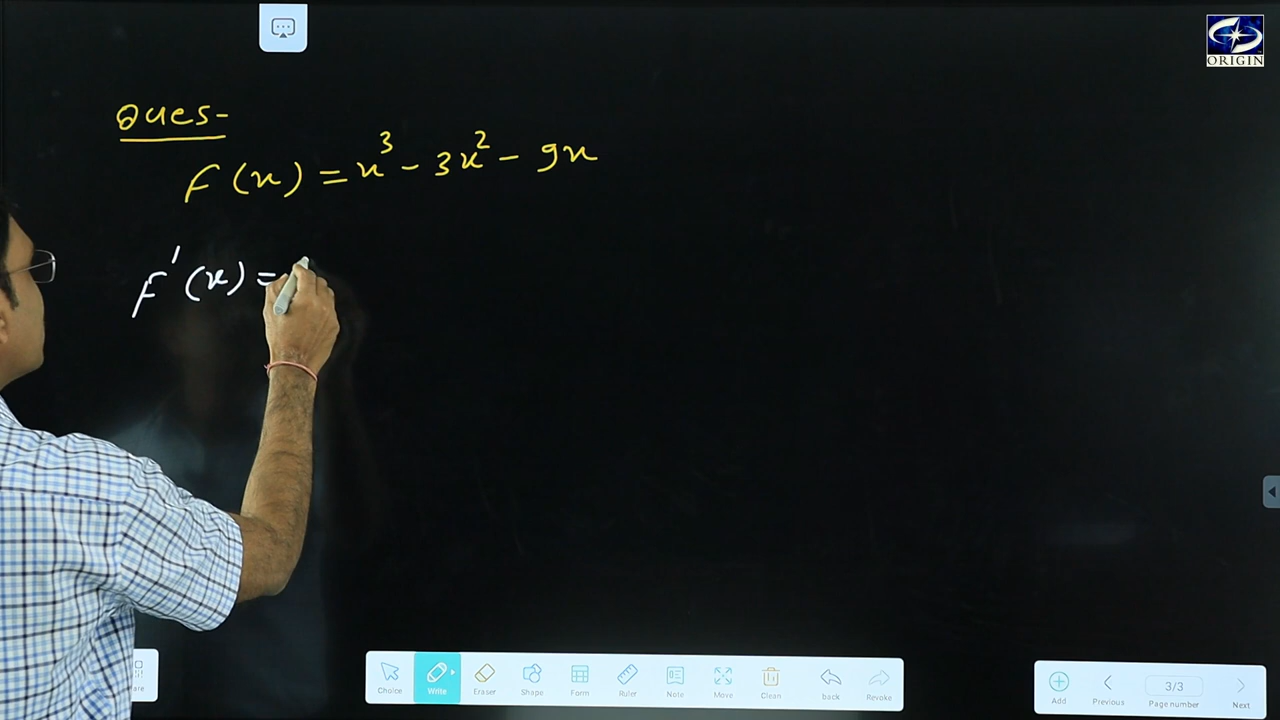 ORIGIN
Ques-
F(x) = x³ - 3x² - 9x
F'(x) =
Choice
Write
Eraser
Shape
Form
Ruler
Note
Move
Clean
back
Revoke
Add
Previous
3/3
Page number
Next